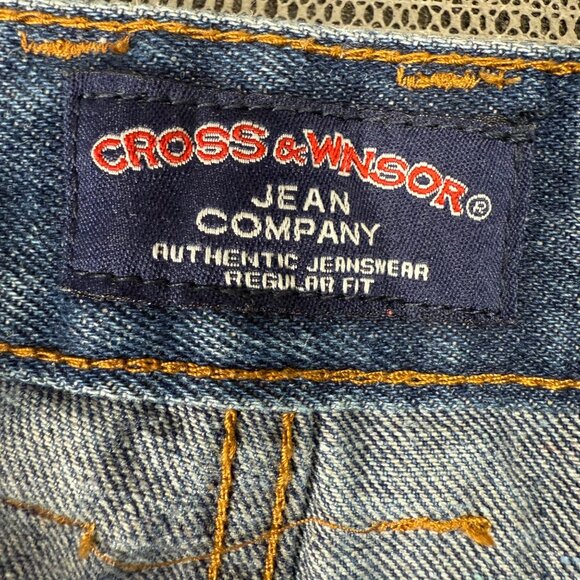 CROSS & WNSOR®
JEAN
COMPANY
AUTHENTIC JEANSWEAR
REGULAR FIT